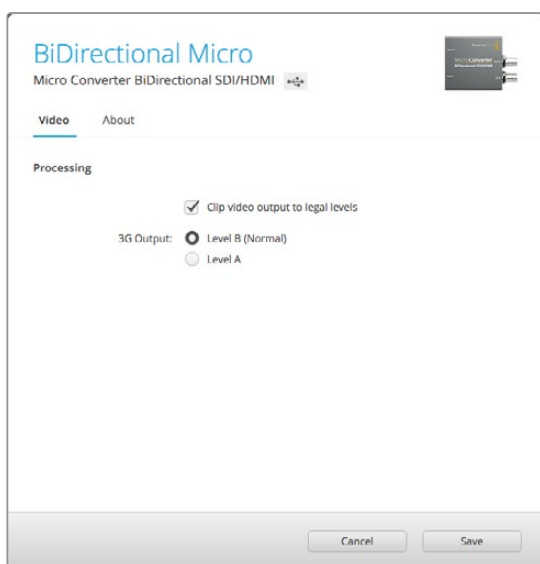 BiDirectional Micro
Micro Converter BiDirectional SDI/HDMI
Video About
Processing
Clip video output to legal levels
3G Output: Level B (Normal)
Level A
Cancel Save